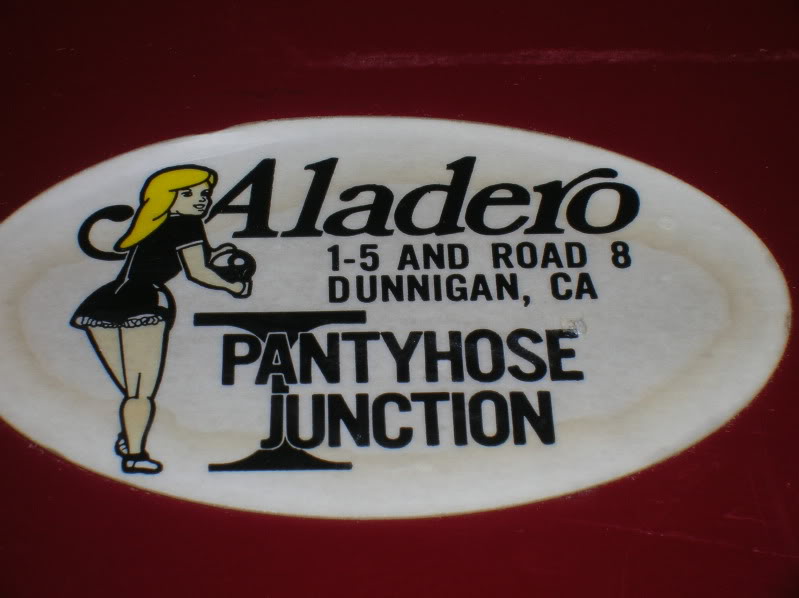 Aladero
1-5 AND ROAD 8
DUNNIGAN, CA
PANTYHOSE
JUNCTION